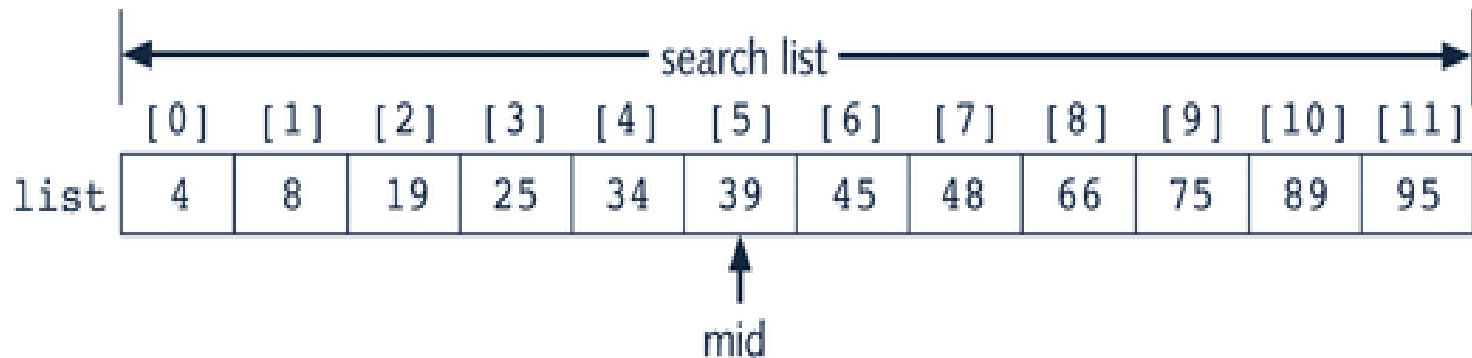 search list
[0] [1] [2] [3] [4] [5] [6] [7] [8] [9] [10] [11]
list 4 8 19 25 34 39 45 48 66 75 89 95
mid